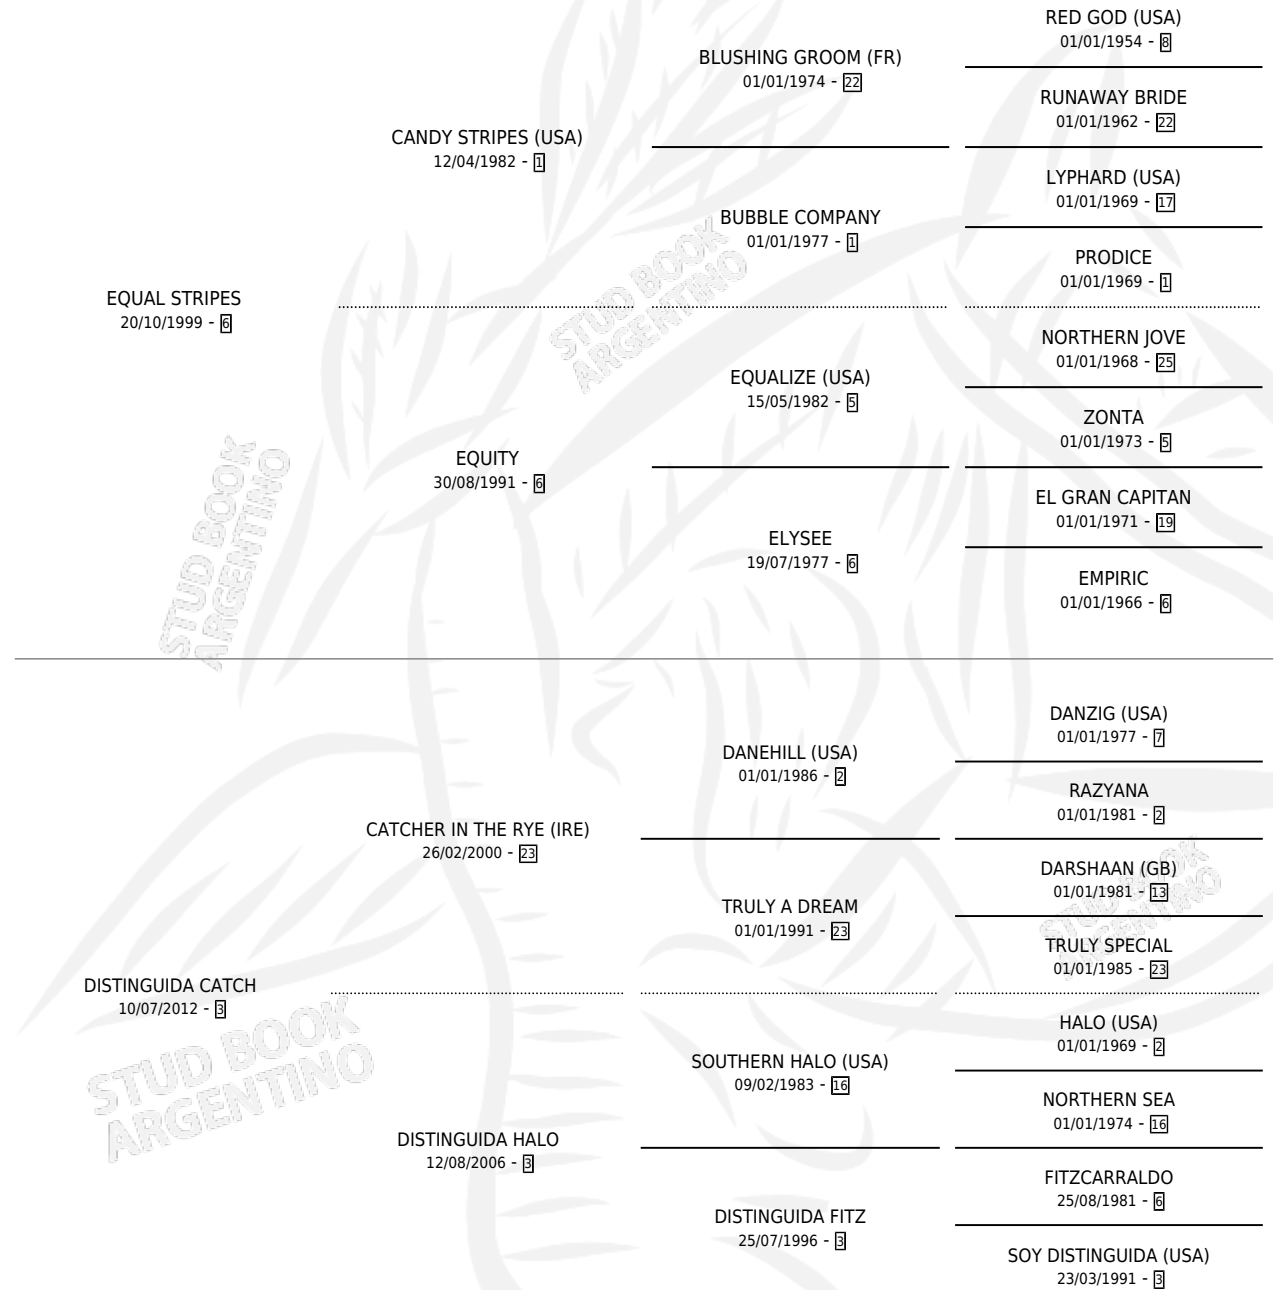 RED GOD (USA)
01/01/1954 - 8
BLUSHING GROOM (FR)
01/01/1974 - 22
RUNAWAY BRIDE
01/01/1962 - 22
CANDY STRIPES (USA)
12/04/1982 - 1
LYPHARD (USA)
01/01/1969 - 17
BUBBLE COMPANY
01/01/1977 - 1
PRODICE
01/01/1969 - 1
EQUAL STRIPES
20/10/1999 - 6
STUD BOOK
ARGENTINO
NORTHERN JOVE
01/01/1968 - 25
EQUALIZE (USA)
15/05/1982 - 5
ZONTA
01/01/1973 - 5
EQUITY
30/08/1991 - 6
EL GRAN CAPITAN
01/01/1971 - 19
ELYSEE
19/07/1977 - 6
EMPIRIC
01/01/1966 - 6
STUD BOOK
ARGENTINO
DANZIG (USA)
01/01/1977 - 7
DANEHILL (USA)
01/01/1986 - 2
RAZYANA
01/01/1981 - 2
CATCHER IN THE RYE (IRE)
26/02/2000 - 23
DARSHAAN (GB)
01/01/1981 - 13
TRULY A DREAM
01/01/1991 - 23
TRULY SPECIAL
01/01/1985 - 23
STUD BOOK
ARGENTINO
DISTINGUIDA CATCH
10/07/2012 - 3
STUD BOOK
ARGENTINO
HALO (USA)
01/01/1969 - 2
SOUTHERN HALO (USA)
09/02/1983 - 16
NORTHERN SEA
01/01/1974 - 16
DISTINGUIDA HALO
12/08/2006 - 3
FITZCARRALDO
25/08/1981 - 6
DISTINGUIDA FITZ
25/07/1996 - 3
SOY DISTINGUIDA (USA)
23/03/1991 - 3